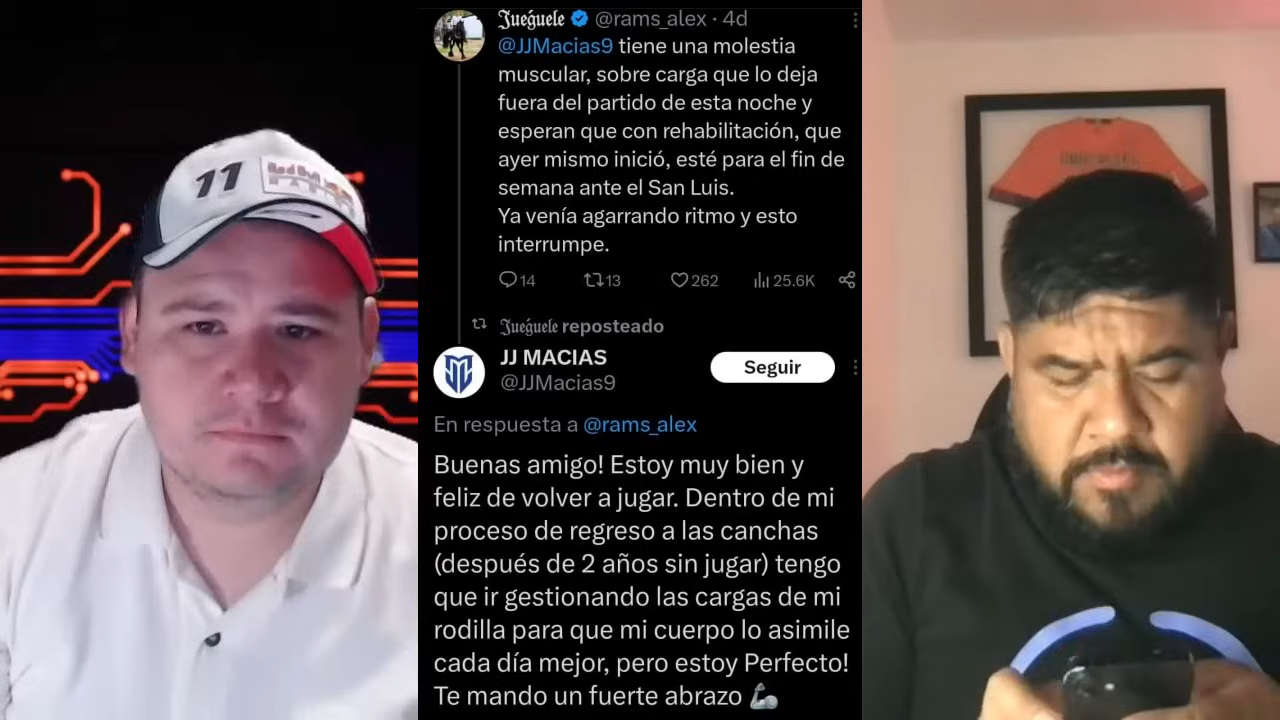 11
Red Bull
Jueguele @rams_alex · 4d
@JJMacias9 tiene una molestia
muscular, sobre carga que lo deja
fuera del partido de esta noche y
esperan que con rehabilitación, que
ayer mismo inició, esté para el fin de
semana ante el San Luis.
Ya venía agarrando ritmo y esto
interrumpe.
14 13 262 25.6K
Jueguele reposteado
JJ MACIAS
@JJMacias9
Seguir
En respuesta a @rams_alex
Buenas amigo! Estoy muy bien y
feliz de volver a jugar. Dentro de mi
proceso de regreso a las canchas
(después de 2 años sin jugar) tengo
que ir gestionando las cargas de mi
rodilla para que mi cuerpo lo asimile
cada día mejor, pero estoy Perfecto!
Te mando un fuerte abrazo 🦾